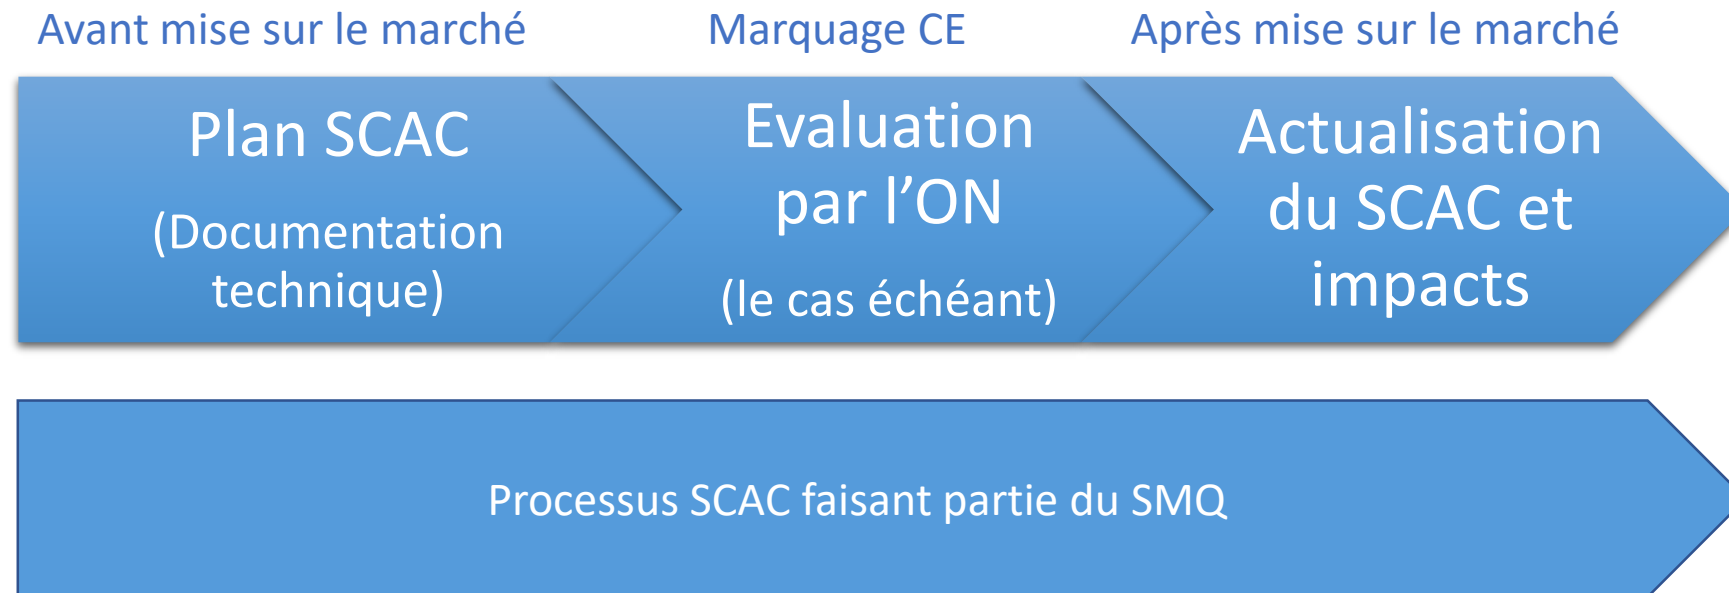 Avant mise sur le marché
Marquage CE
Après mise sur le marché
Plan SCAC
(Documentation
technique)
Evaluation
par l’ON
(le cas échéant)
Actualisation
du SCAC et
impacts
Processus SCAC faisant partie du SMQ